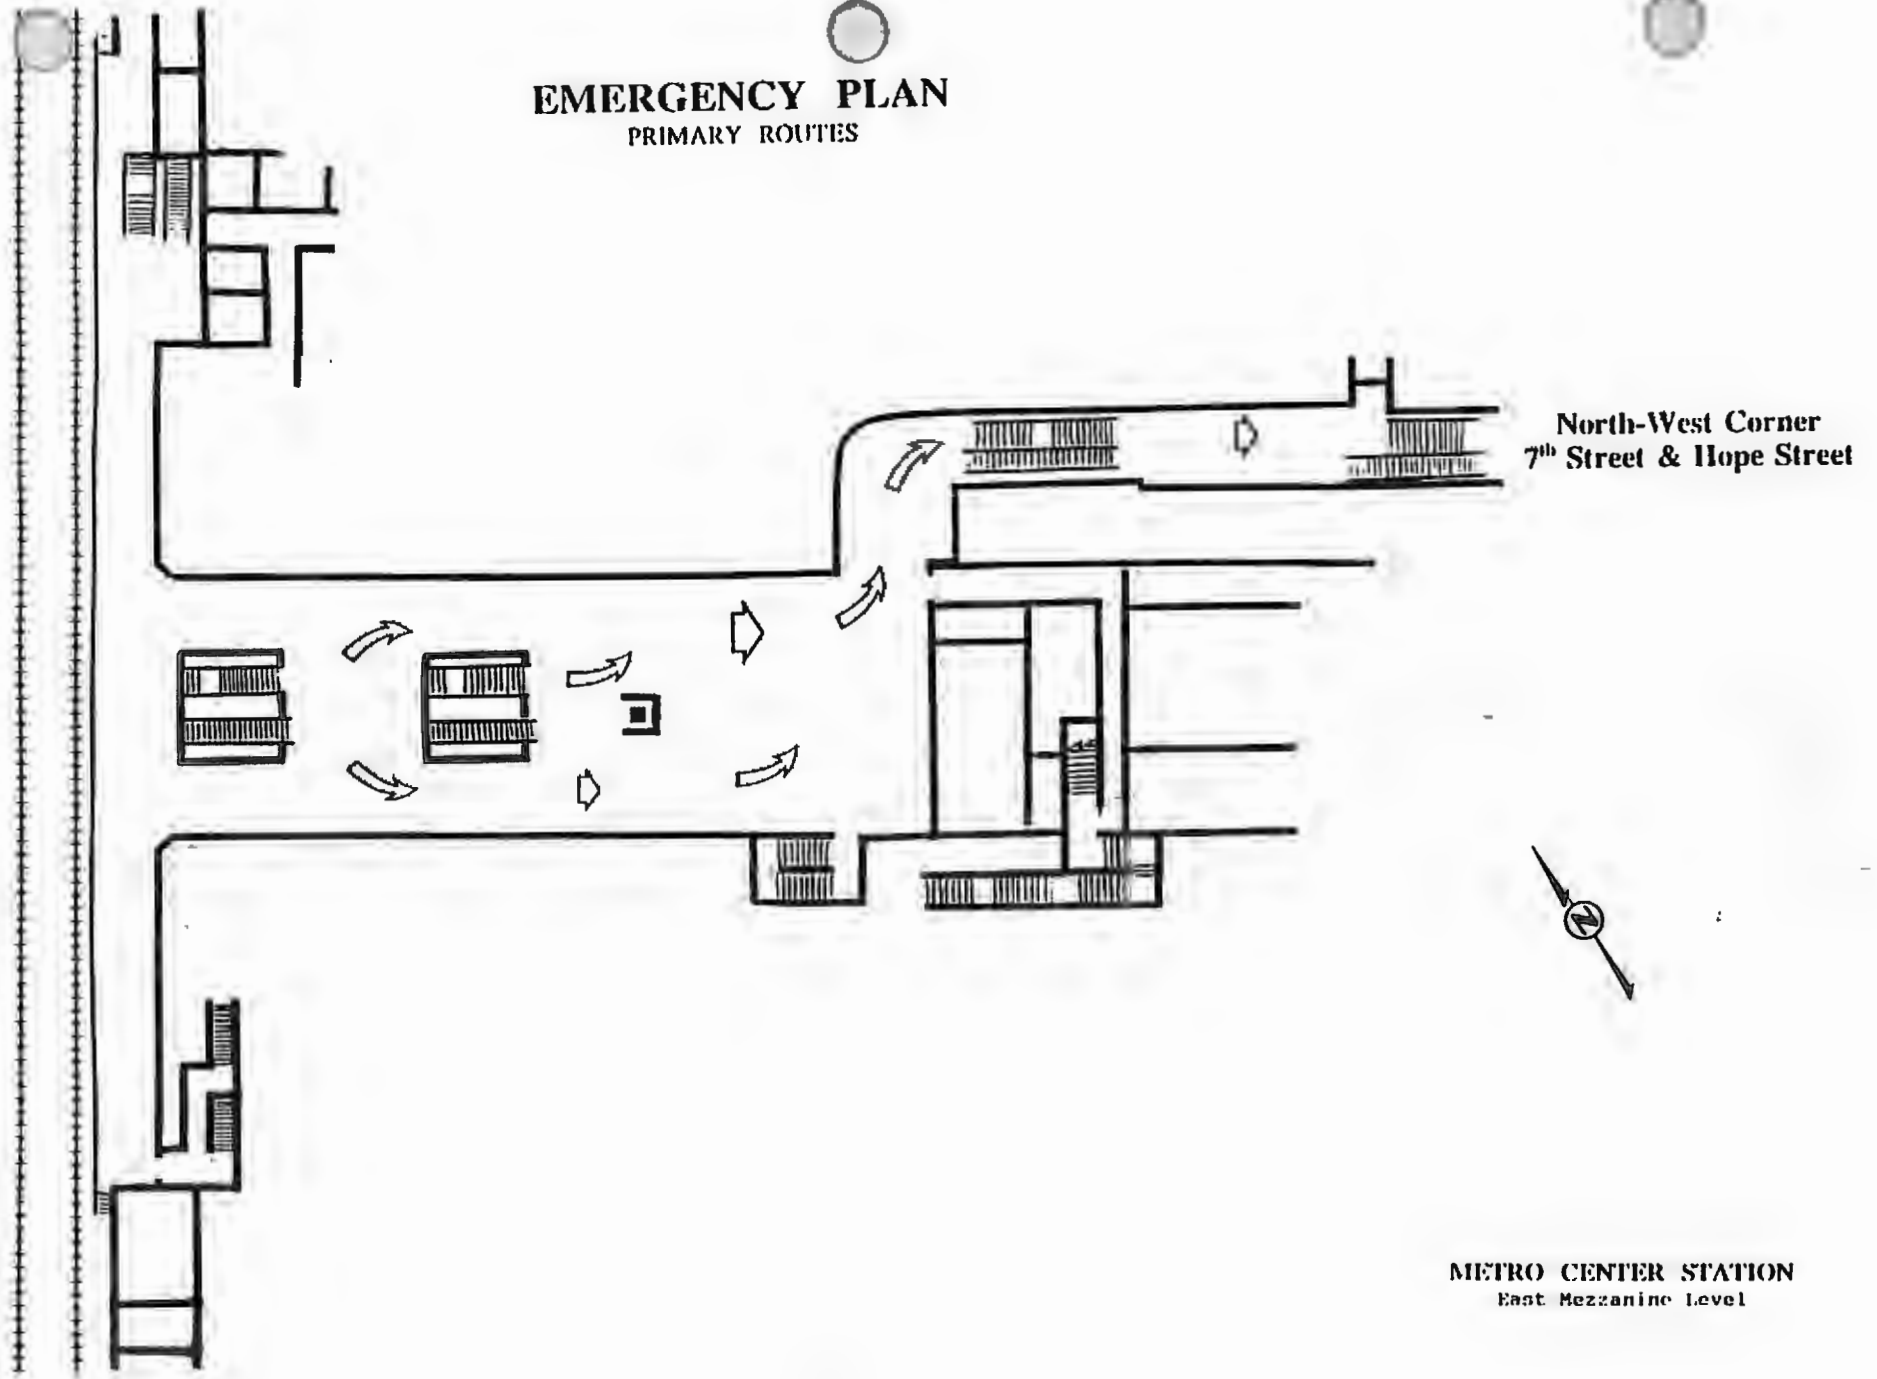 EMERGENCY PLAN
PRIMARY ROUTES
North-West Corner
7th Street & Hope Street
N
METRO CENTER STATION
East Mezzanine Level